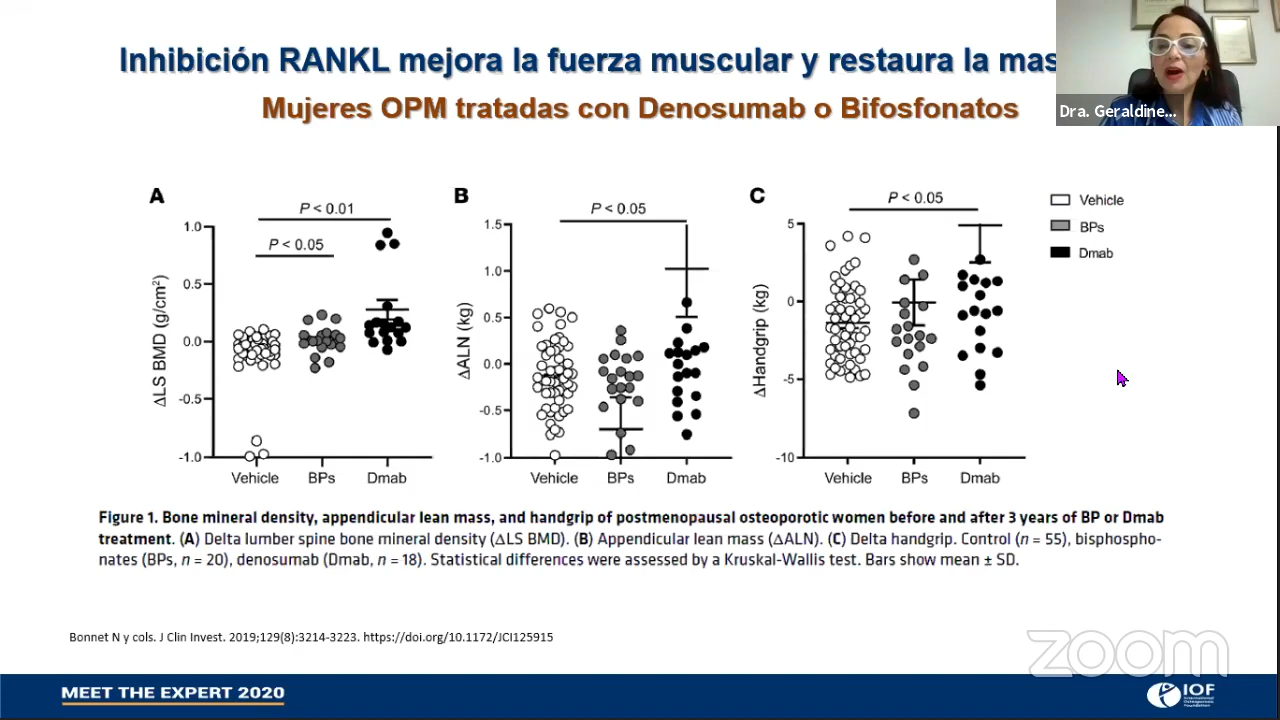 Inhibición RANKL mejora la fuerza muscular y restaura la mas
Mujeres OPM tratadas con Denosumab o Bifosfonatos
Dra. Geraldine...
A
P < 0.01
P < 0.05
1.0
0.5
0.0
-0.5
-1.0
ΔLS BMD (g/cm²)
Vehicle BPs Dmab
B
P < 0.05
1.5
1.0
0.5
0.0
-0.5
-1.0
ΔALN (kg)
Vehicle BPs Dmab
C
P < 0.05
5
0
-5
-10
ΔHandgrip (kg)
Vehicle BPs Dmab
Vehicle
BPs
Dmab
Figure 1. Bone mineral density, appendicular lean mass, and handgrip of postmenopausal osteoporotic women before and after 3 years of BP or Dmab
treatment. (A) Delta lumber spine bone mineral density (ΔLS BMD). (B) Appendicular lean mass (ΔALN). (C) Delta handgrip. Control (n = 55), bisphospho-
nates (BPs, n = 20), denosumab (Dmab, n = 18). Statistical differences were assessed by a Kruskal-Wallis test. Bars show mean ± SD.
Bonnet N y cols. J Clin Invest. 2019;129(8):3214-3223. https://doi.org/10.1172/JCI125915
zoom
MEET THE EXPERT 2020
IOF
International
Osteoporosis
Foundation